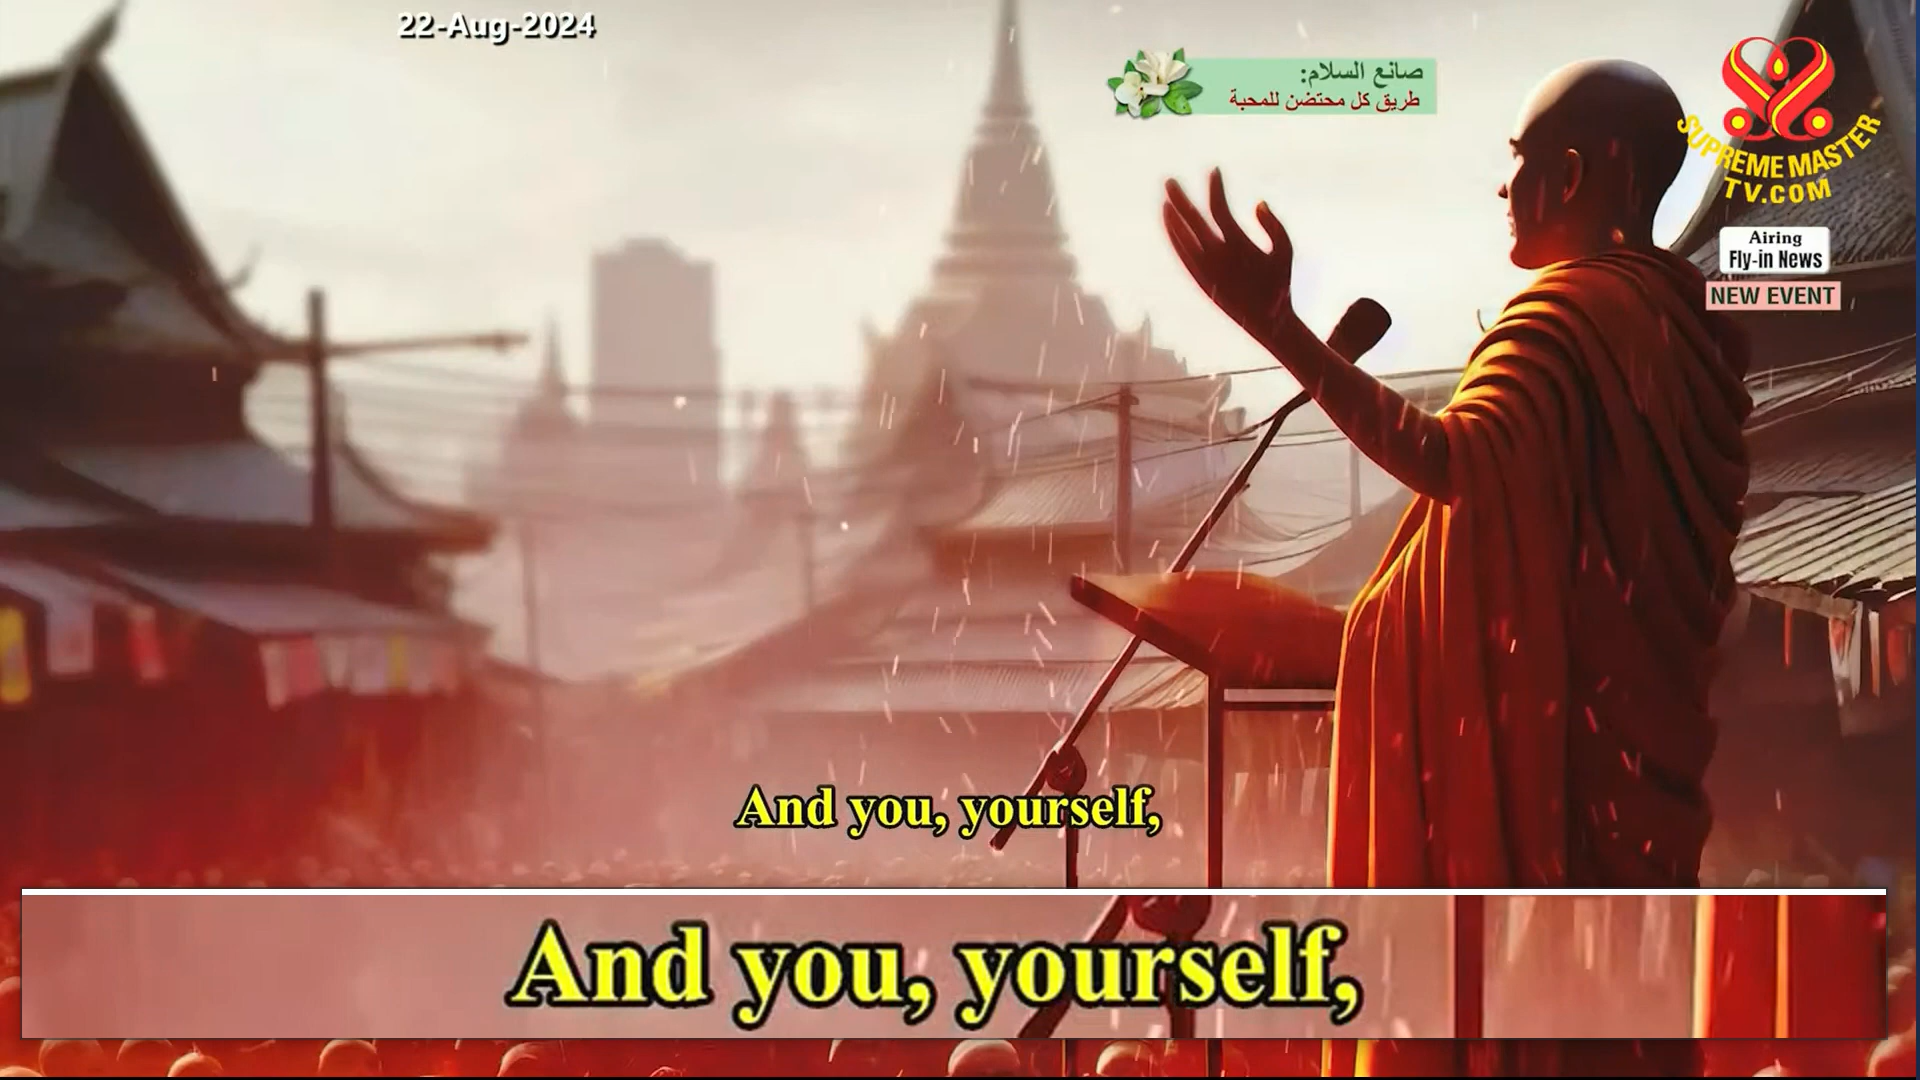 22-Aug-2024
صانع السلام:
طريق كل محتضن للمحبة
SUPREME MASTER
TV.COM
Airing
Fly-in News
NEW EVENT
And you, yourself,
And you, yourself,